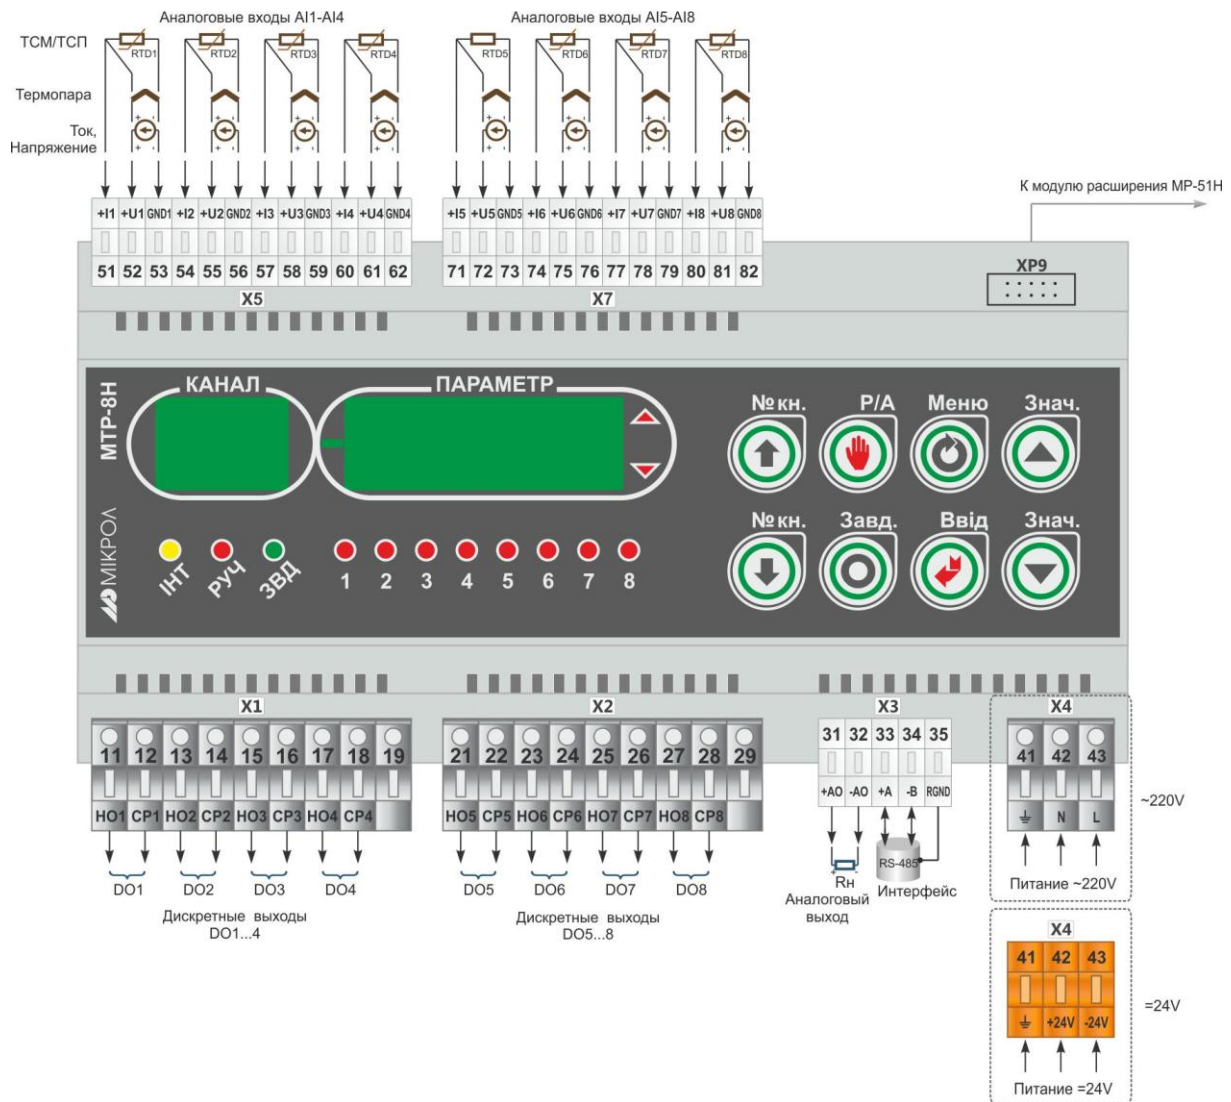 Аналоговые входы AI1-AI4
Аналоговые входы AI5-AI8
ТСМ/ТСП
RTD1 RTD2 RTD3 RTD4
RTD5 RTD6 RTD7 RTD8
Термопара
Ток,
Напряжение
+ - + - + - + -
+ - + - + - + -
+ - + - + - + -
+ - + - + - + -
К модулю расширения МР-51Н
+I1 +U1 GND1 +I2 +U2 GND2 +I3 +U3 GND3 +I4 +U4 GND4
51 52 53 54 55 56 57 58 59 60 61 62
X5
+I5 +U5 GND5 +I6 +U6 GND6 +I7 +U7 GND7 +I8 +U8 GND8
71 72 73 74 75 76 77 78 79 80 81 82
X7
XP9
МТР-8Н
МІКРОЛ
КАНАЛ
ПАРАМЕТР
№ кн. Р/А Меню Знач.
№ кн. Завд. Ввід Знач.
ІНТ РУЧ ЗВД
1 2 3 4 5 6 7 8
X1
11 12 13 14 15 16 17 18 19
НО1 СР1 НО2 СР2 НО3 СР3 НО4 СР4
DO1 DO2 DO3 DO4
Дискретные выходы
DO1...4
X2
21 22 23 24 25 26 27 28 29
НО5 СР5 НО6 СР6 НО7 СР7 НО8 СР8
DO5 DO6 DO7 DO8
Дискретные выходы
DO5...8
X3
31 32 33 34 35
+AO -AO +A -B RGND
+ -
RS-485
Rн
Аналоговый
выход
Интерфейс
X4
41 42 43
N L
~220V
Питание ~220V
X4
41 42 43
+24V -24V
=24V
Питание =24V